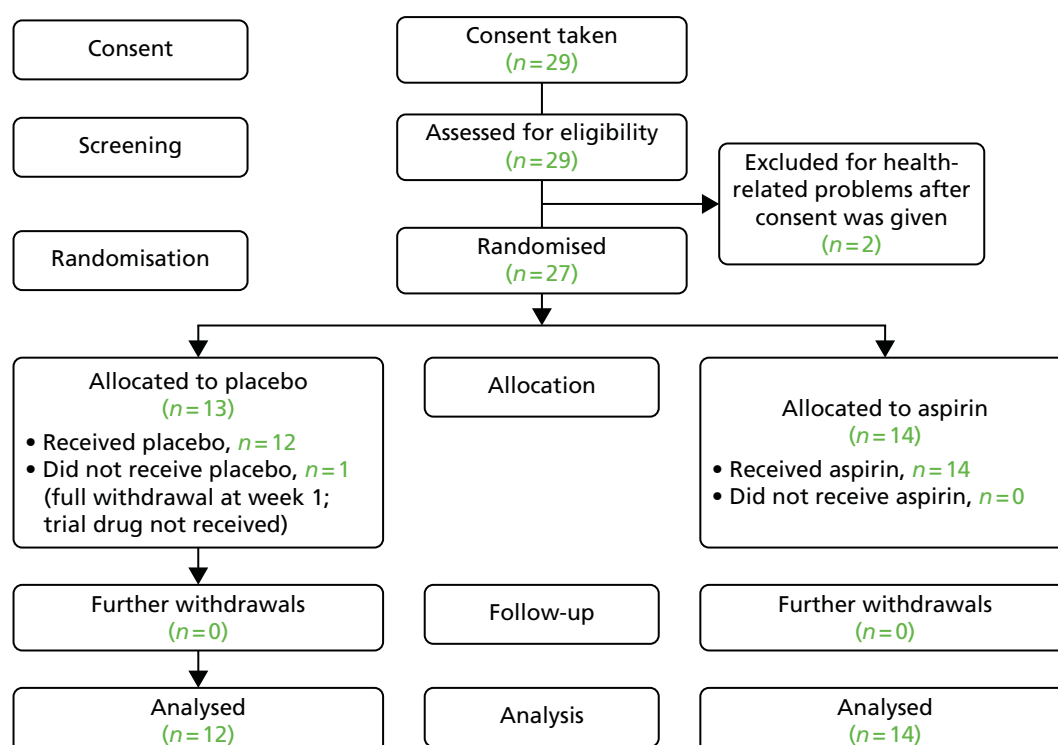 Consent
Consent taken
(n=29)
Screening
Assessed for eligibility
(n=29)
Excluded for health-
related problems after
consent was given
(n=2)
Randomisation
Randomised
(n=27)
Allocated to placebo
(n=13)
• Received placebo, n=12
• Did not receive placebo, n=1
(full withdrawal at week 1;
trial drug not received)
Allocation
Allocated to aspirin
(n=14)
• Received aspirin, n=14
• Did not receive aspirin, n=0
Further withdrawals
(n=0)
Follow-up
Further withdrawals
(n=0)
Analysed
(n=12)
Analysis
Analysed
(n=14)